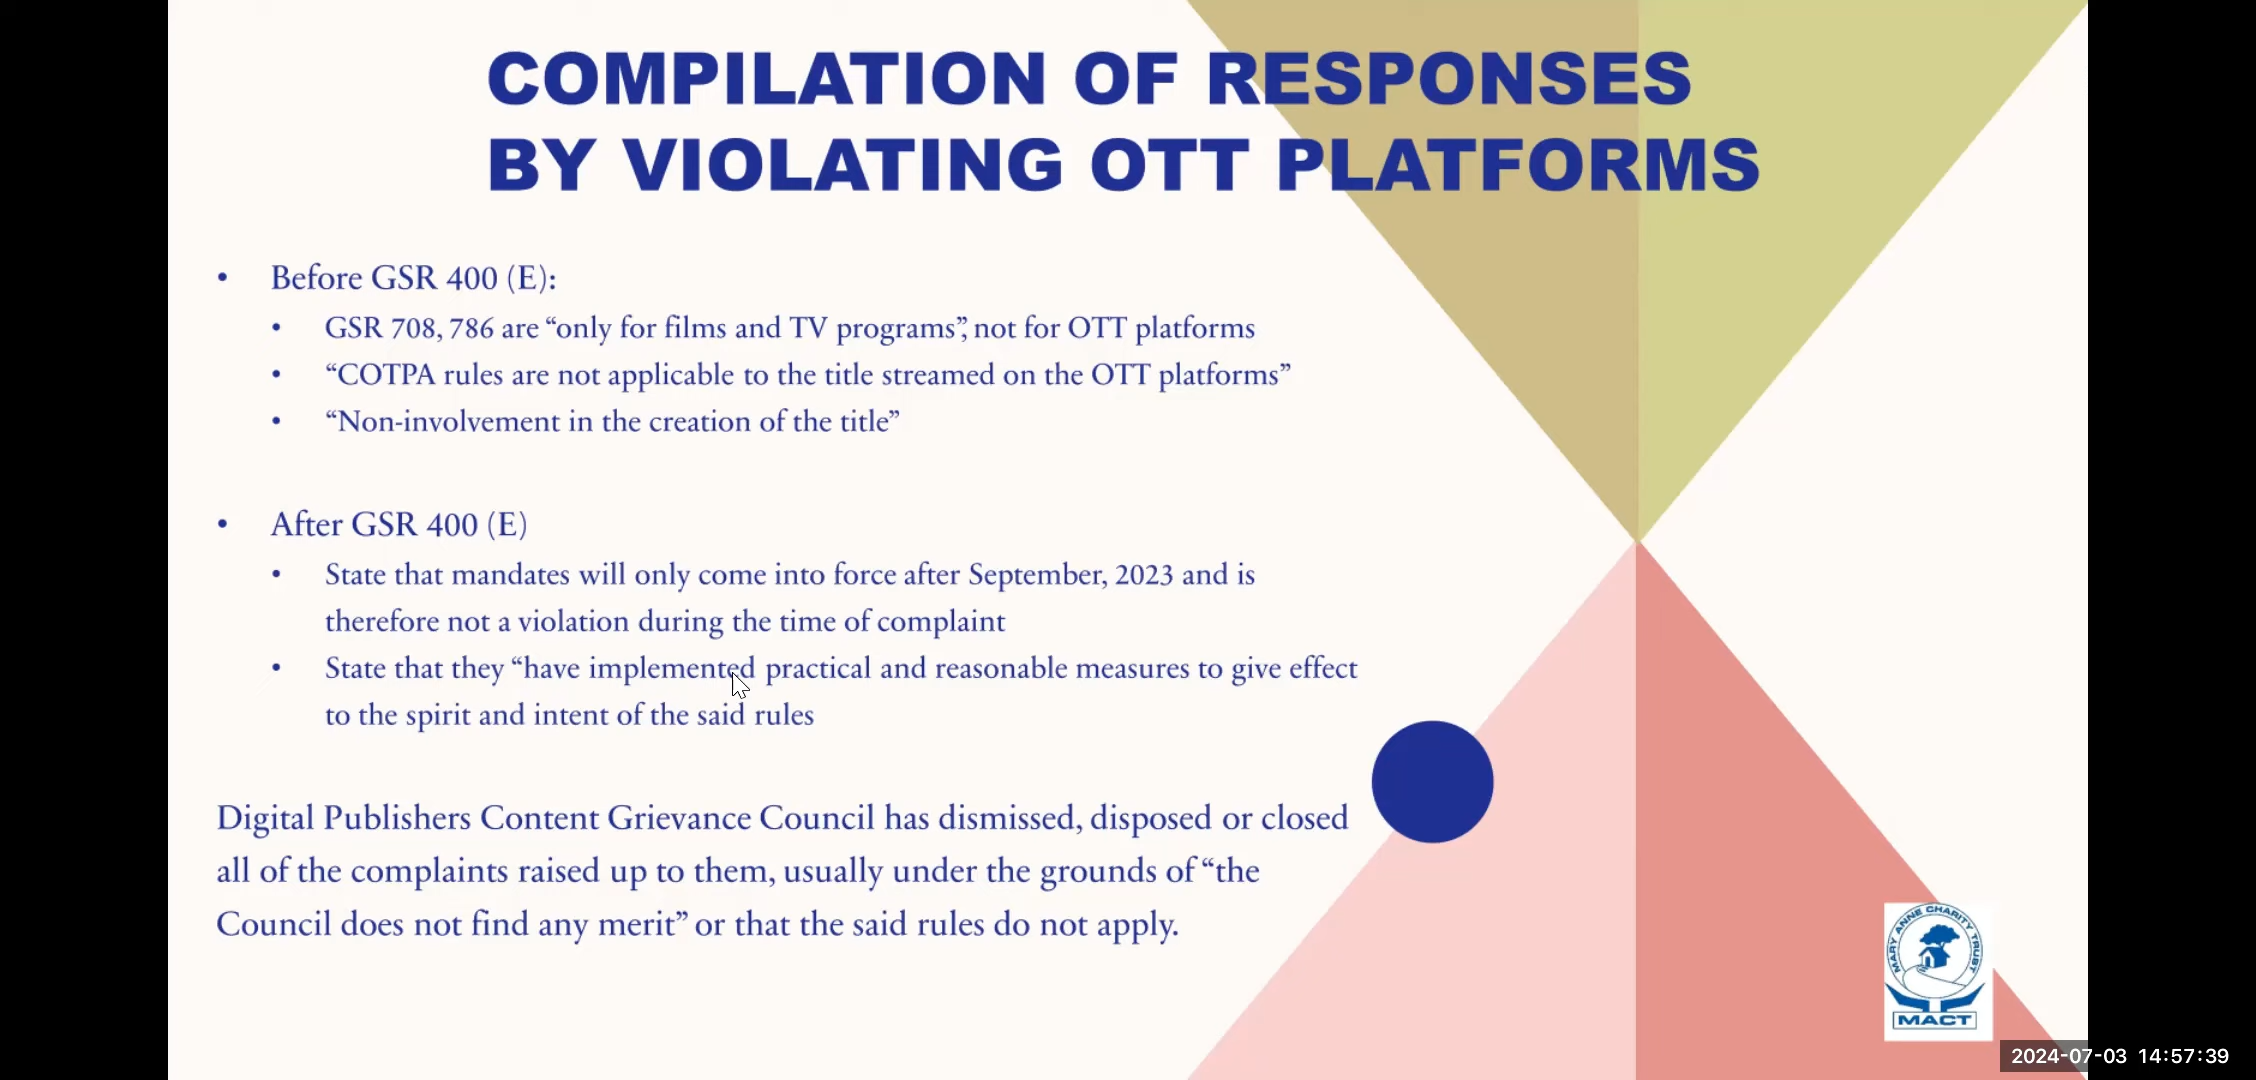 COMPILATION OF RESPONSES
BY VIOLATING OTT PLATFORMS
• Before GSR 400 (E):
• GSR 708, 786 are “only for films and TV programs”, not for OTT platforms
• “COTPA rules are not applicable to the title streamed on the OTT platforms”
• “Non-involvement in the creation of the title”
• After GSR 400 (E)
• State that mandates will only come into force after September, 2023 and is
therefore not a violation during the time of complaint
• State that they “have implemented practical and reasonable measures to give effect
to the spirit and intent of the said rules
Digital Publishers Content Grievance Council has dismissed, disposed or closed
all of the complaints raised up to them, usually under the grounds of “the
Council does not find any merit” or that the said rules do not apply.
MARY ANNE CHARITY TRUST
MACT
2024-07-03 14:57:39